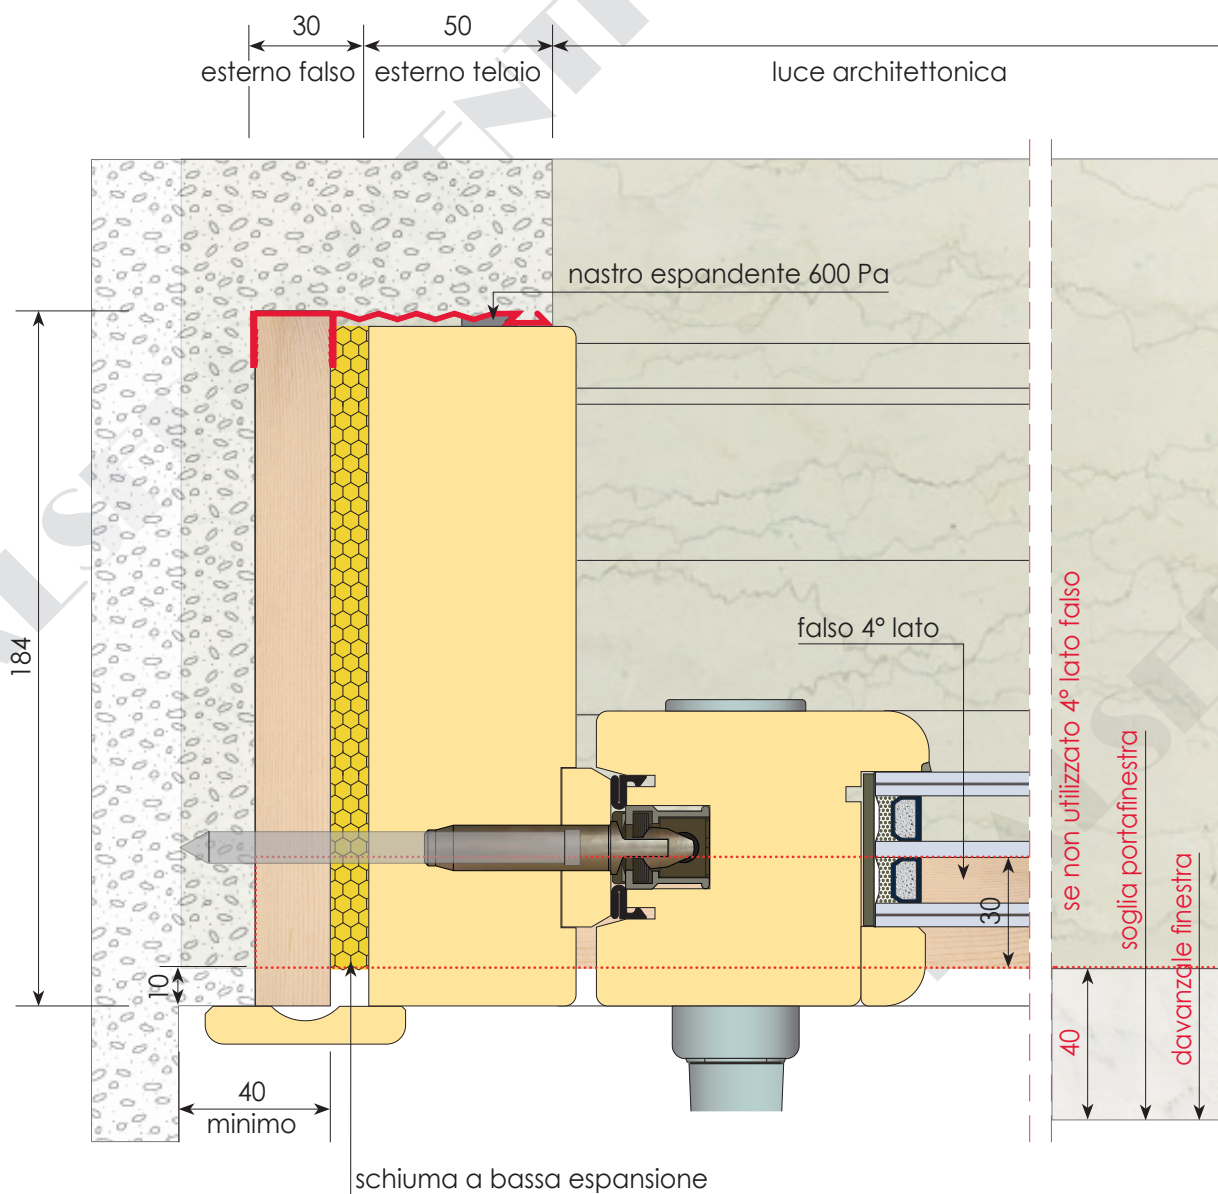 30
50
esterno falso
esterno telaio
luce architettonica
nastro espandente 600 Pa
184
falso 4° lato
se non utilizzato 4° lato falso
soglia portafinestra
davanzale finestra
30
10
40
40
minimo
schiuma a bassa espansione